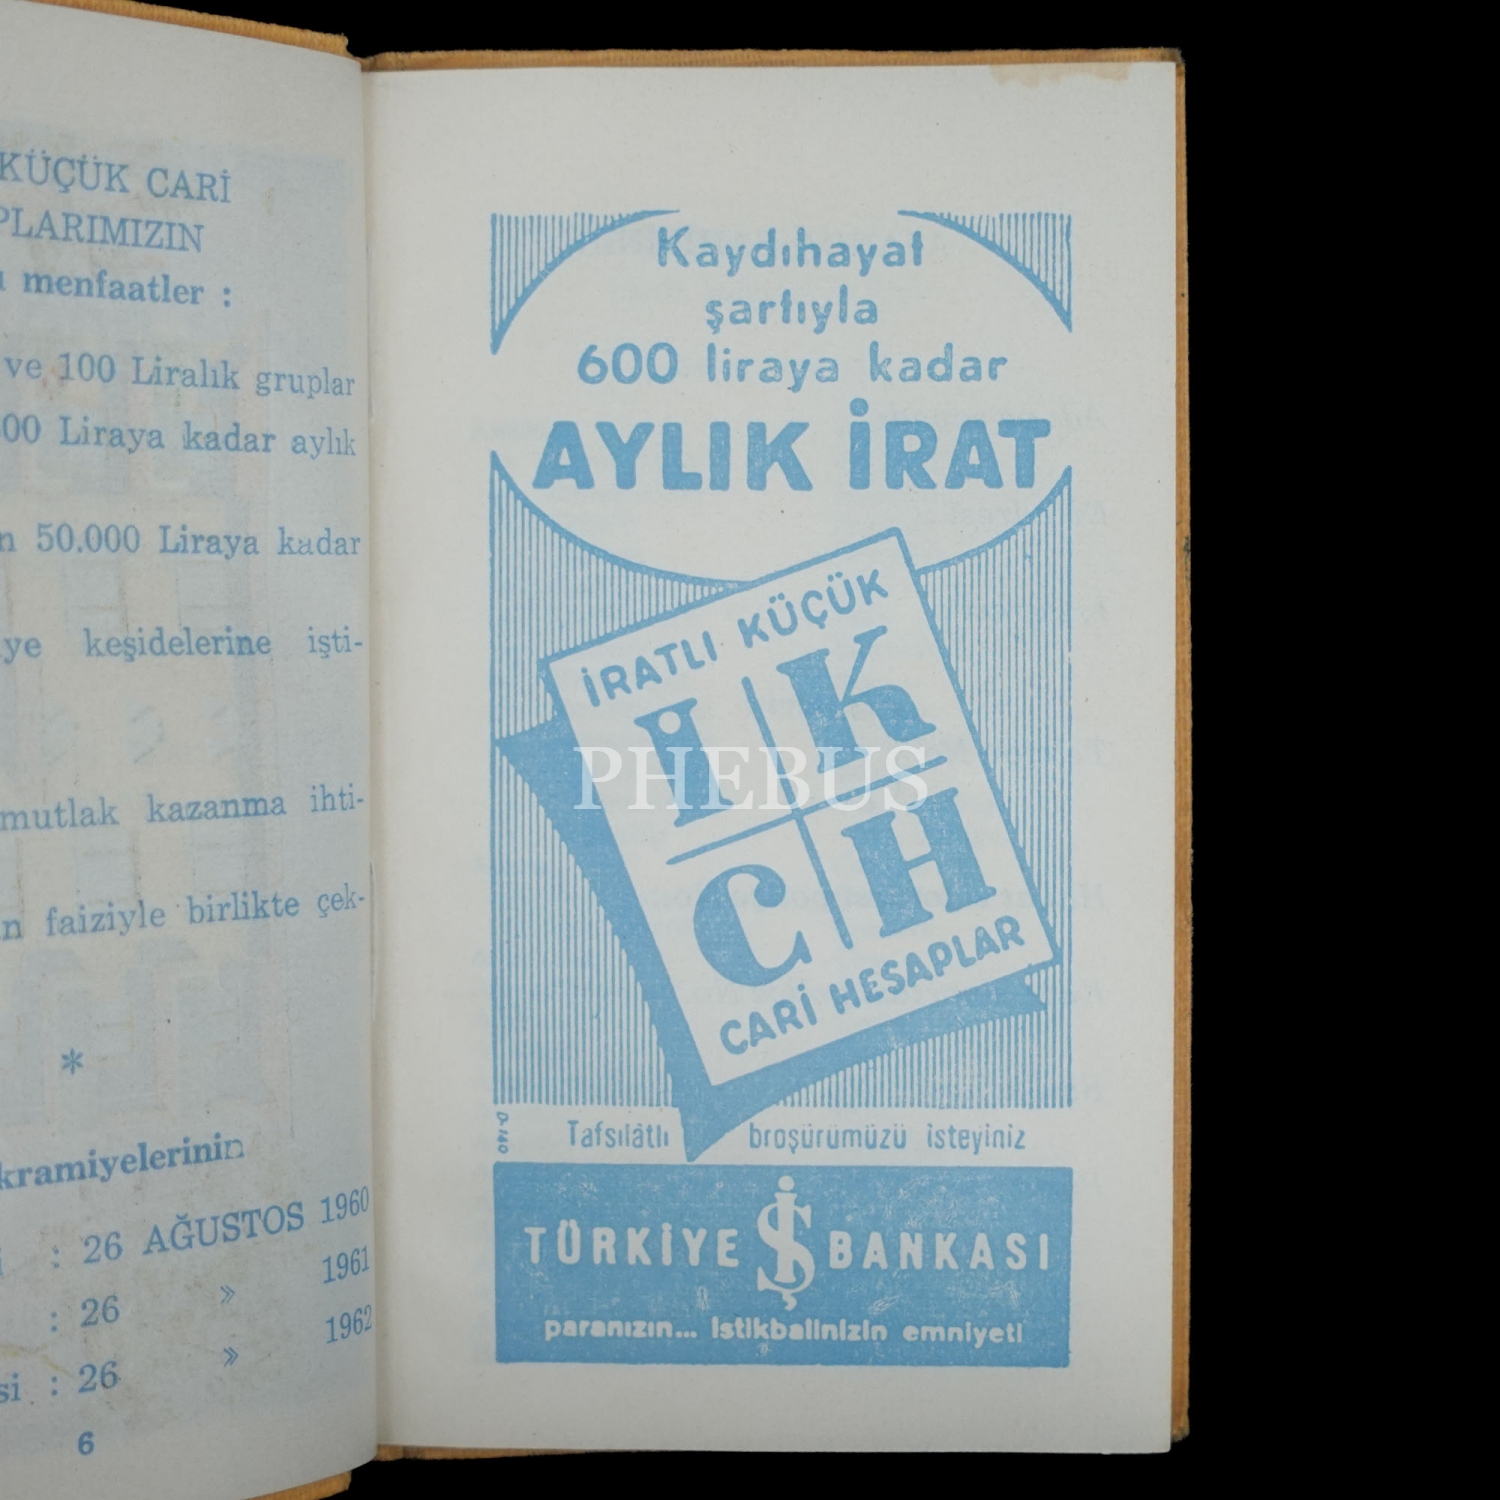 KÜÇÜK CARİ
PLARIMIZIN
menfaatler :
ve 100 Liralık gruplar
00 Liraya kadar aylık
50.000 Liraya kadar
keşidelerine işti-
mutlak kazanma ihti-
faiziyle birlikte çek-
*
kramiyelerinin
: 26 AĞUSTOS 1960
: 26 » 1961
si : 26 » 1962
6
Kaydıhayat
şartıyla
600 liraya kadar
AYLIK İRAT
İRATLI KÜÇÜK
İ K
C H
CARİ HESAPLAR
D-140
Tafsilâtlı broşürümüzü isteyiniz
TÜRKİYE İŞ BANKASI
paranızın... istikbalinizin emniyeti
PHEBUS